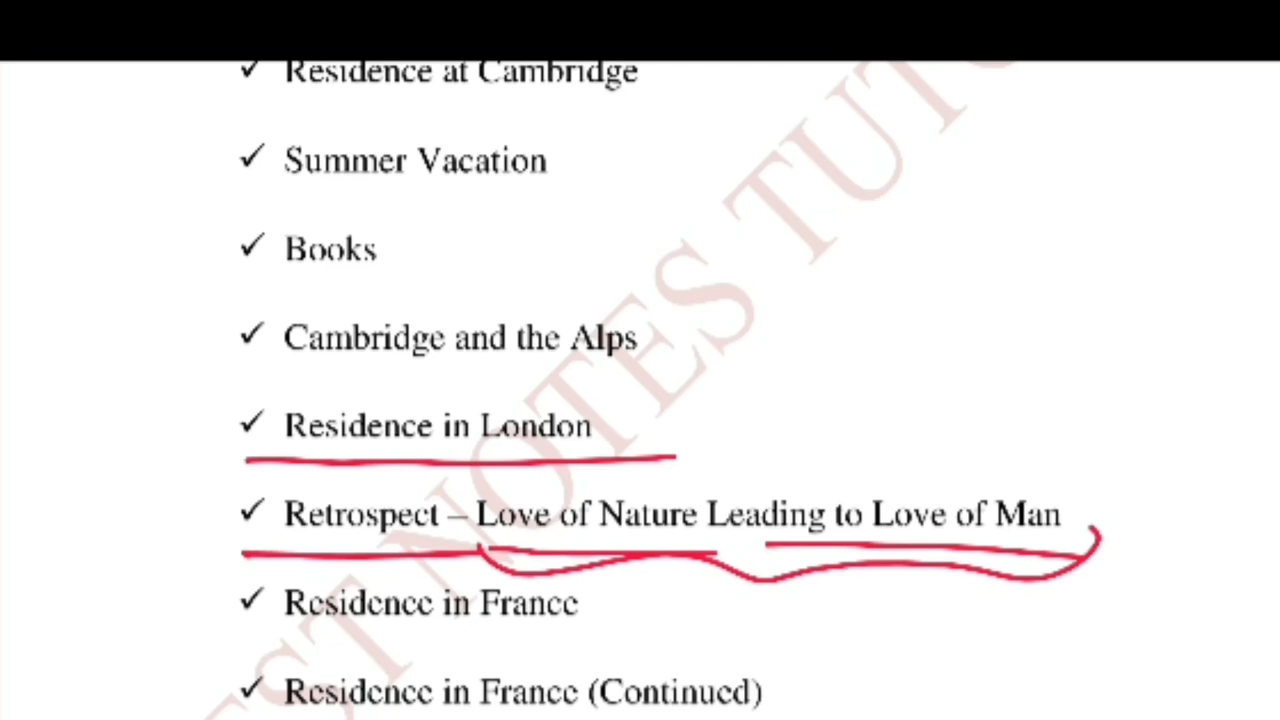 ✓ Residence at Cambridge
✓ Summer Vacation
✓ Books
✓ Cambridge and the Alps
✓ Residence in London
✓ Retrospect – Love of Nature Leading to Love of Man
✓ Residence in France
✓ Residence in France (Continued)
NOTES